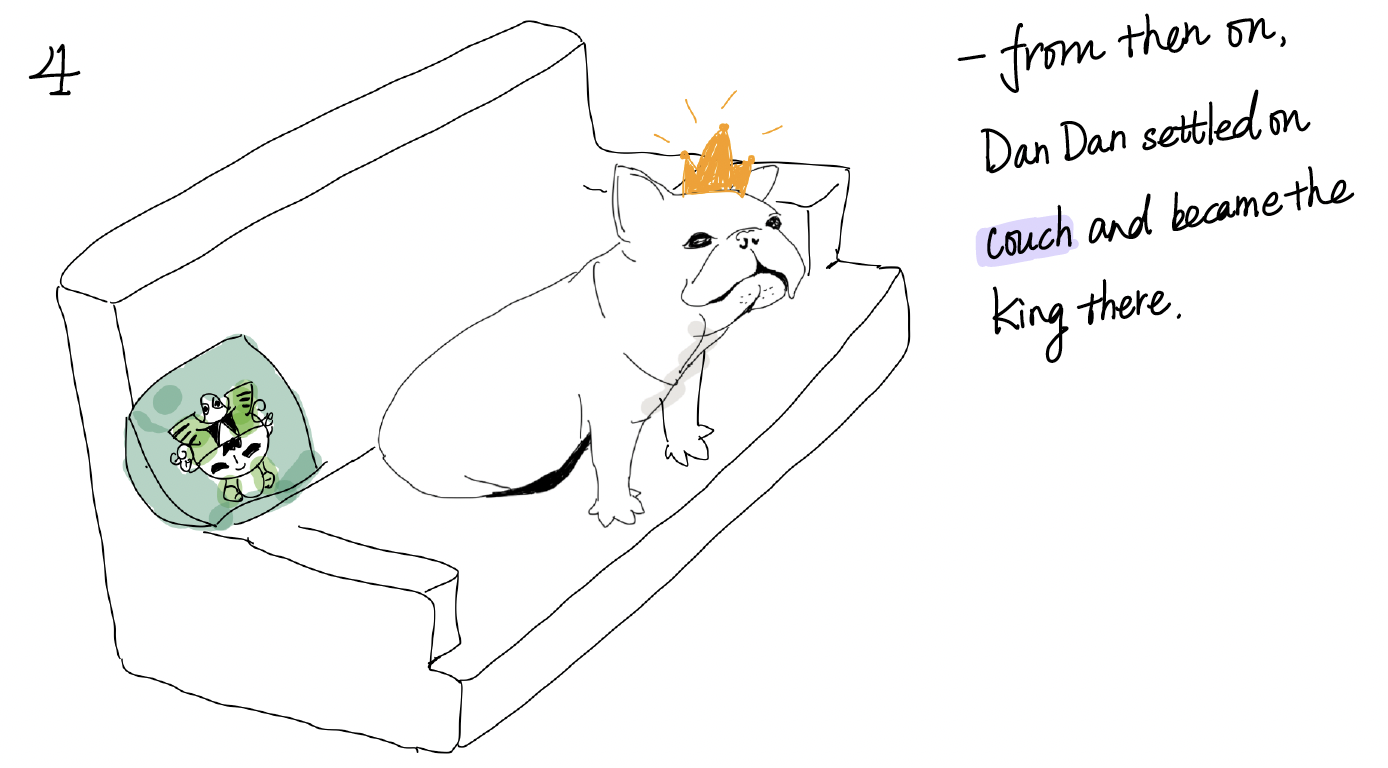 4
- from then on,
Dan Dan settled on
couch and became the
King there.